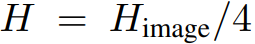 H = H_image/4